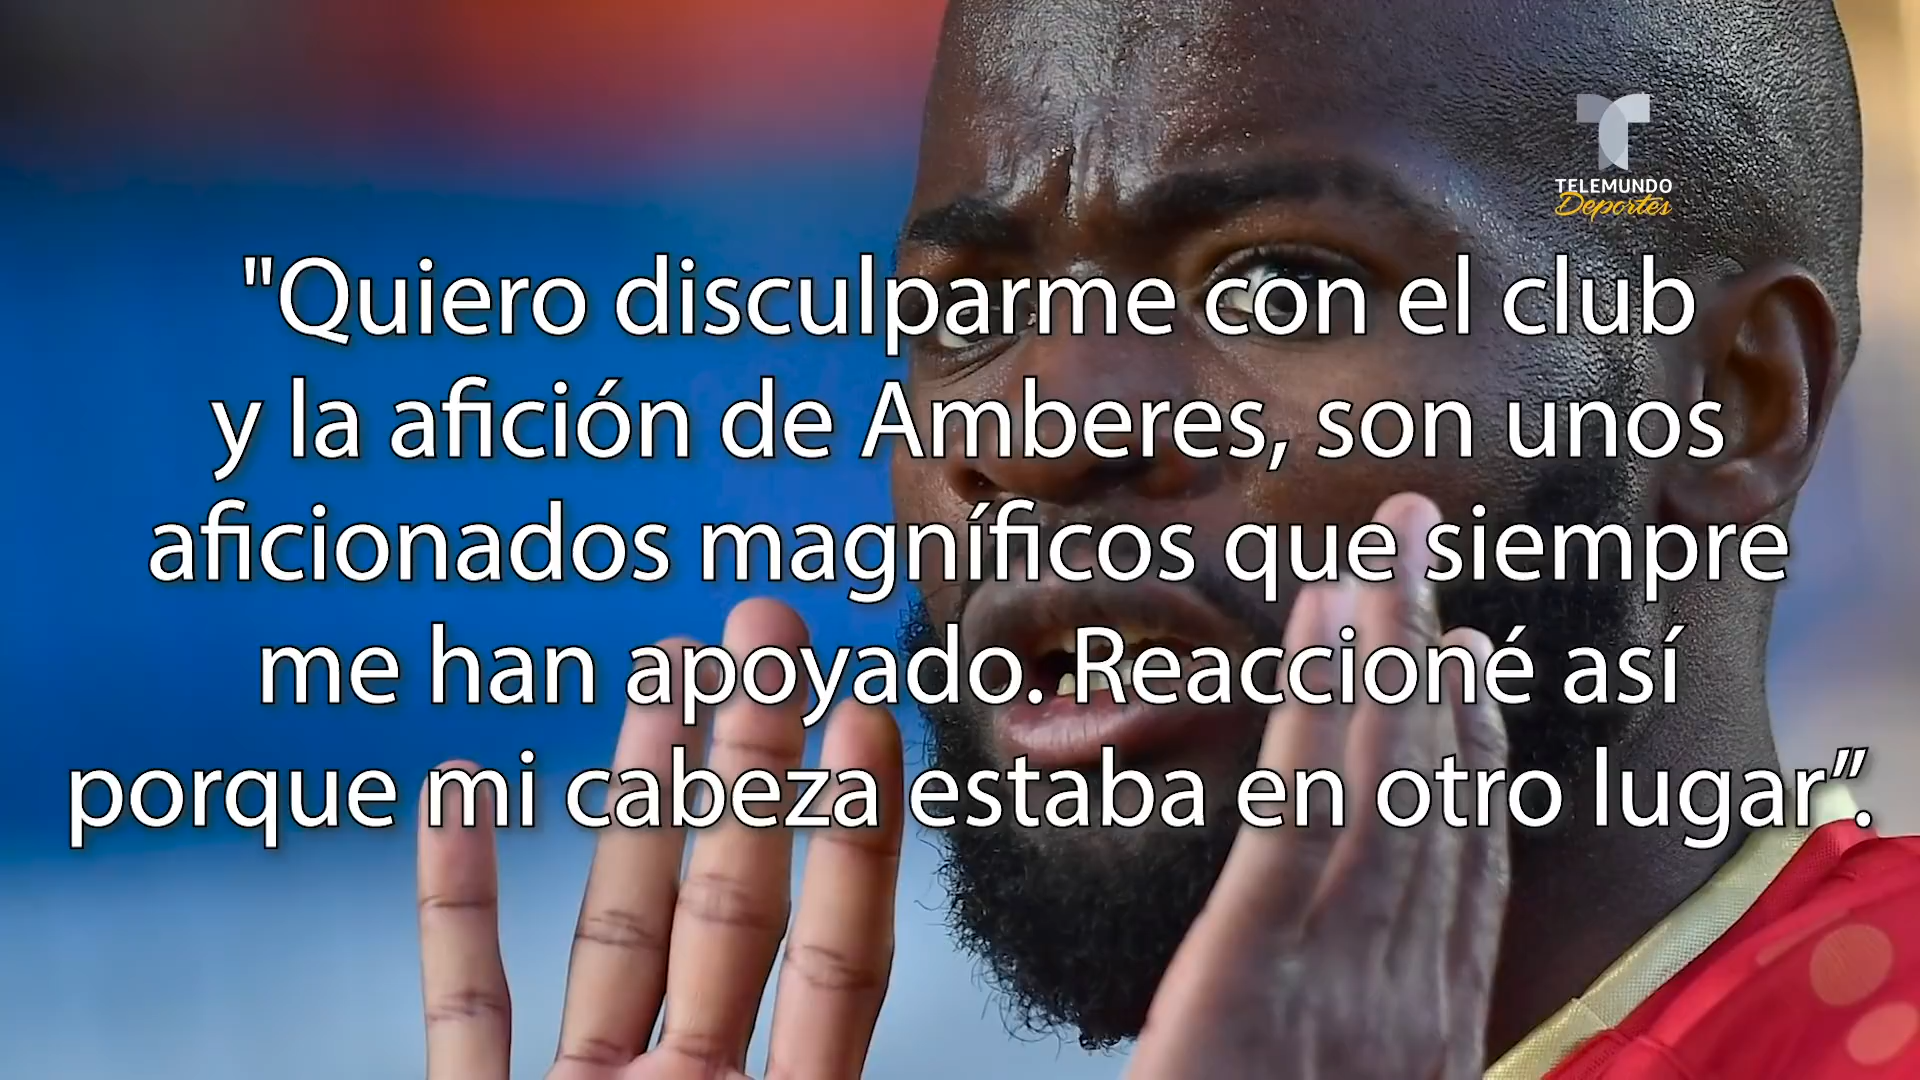 TELEMUNDO
Deportes
"Quiero disculparme con el club
y la afición de Amberes, son unos
aficionados magníficos que siempre
me han apoyado. Reaccioné así
porque mi cabeza estaba en otro lugar”.